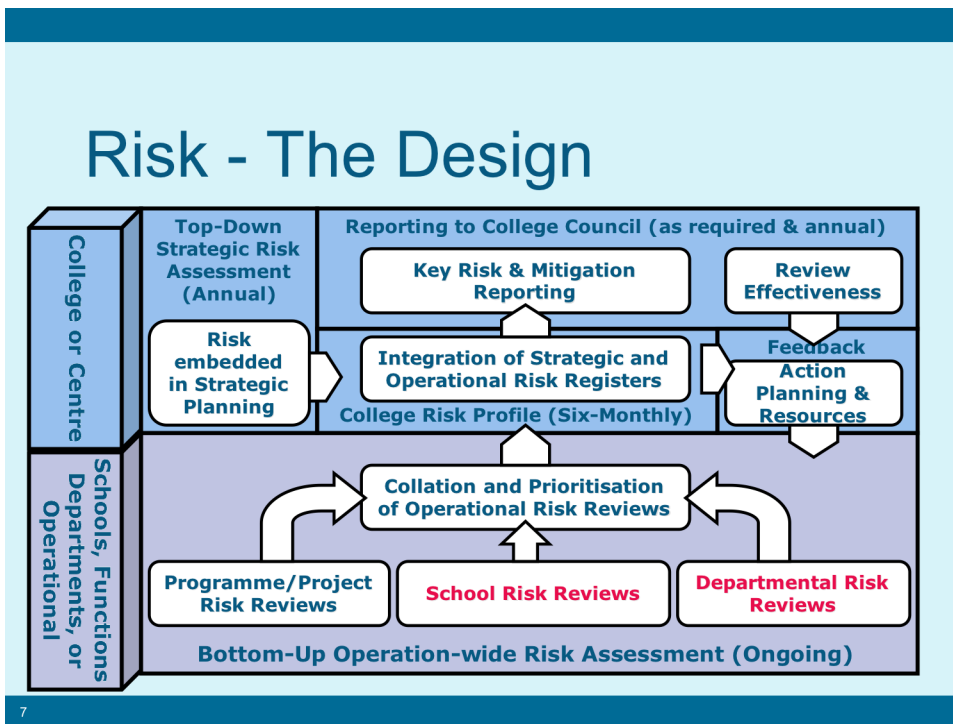 Risk - The Design
College or Centre
Top-Down
Strategic Risk
Assessment
(Annual)
Risk
embedded
in Strategic
Planning
Reporting to College Council (as required & annual)
Key Risk & Mitigation
Reporting
Review
Effectiveness
Integration of Strategic and
Operational Risk Registers
College Risk Profile (Six-Monthly)
Feedback
Action
Planning &
Resources
Schools, Functions
Departments, or
Operational
Collation and Prioritisation
of Operational Risk Reviews
Programme/Project
Risk Reviews
School Risk Reviews
Departmental Risk
Reviews
Bottom-Up Operation-wide Risk Assessment (Ongoing)
7